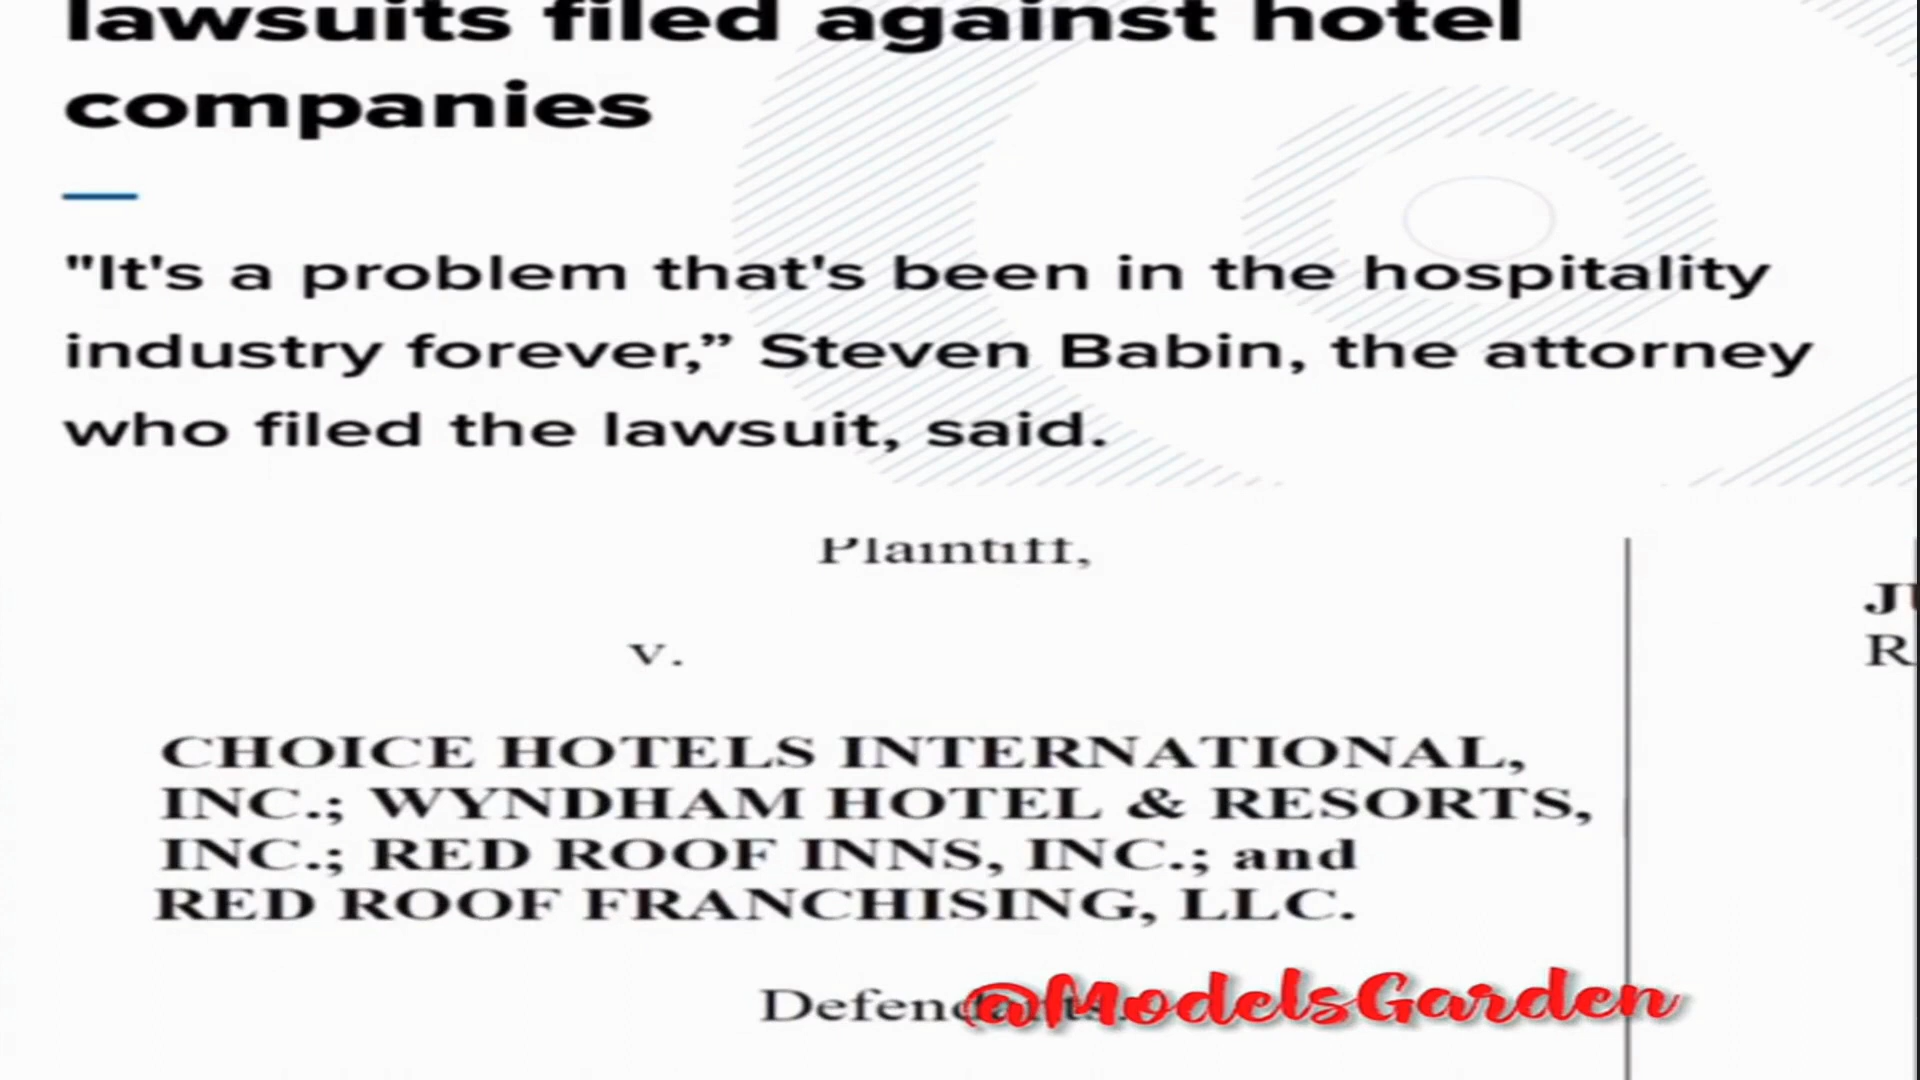 lawsuits filed against hotel
companies
"It's a problem that's been in the hospitality
industry forever,” Steven Babin, the attorney
who filed the lawsuit, said.
Plaintiff,
v.
J
R
CHOICE HOTELS INTERNATIONAL,
INC.; WYNDHAM HOTEL & RESORTS,
INC.; RED ROOF INNS, INC.; and
RED ROOF FRANCHISING, LLC.
Defendants.
@ModelsGarden